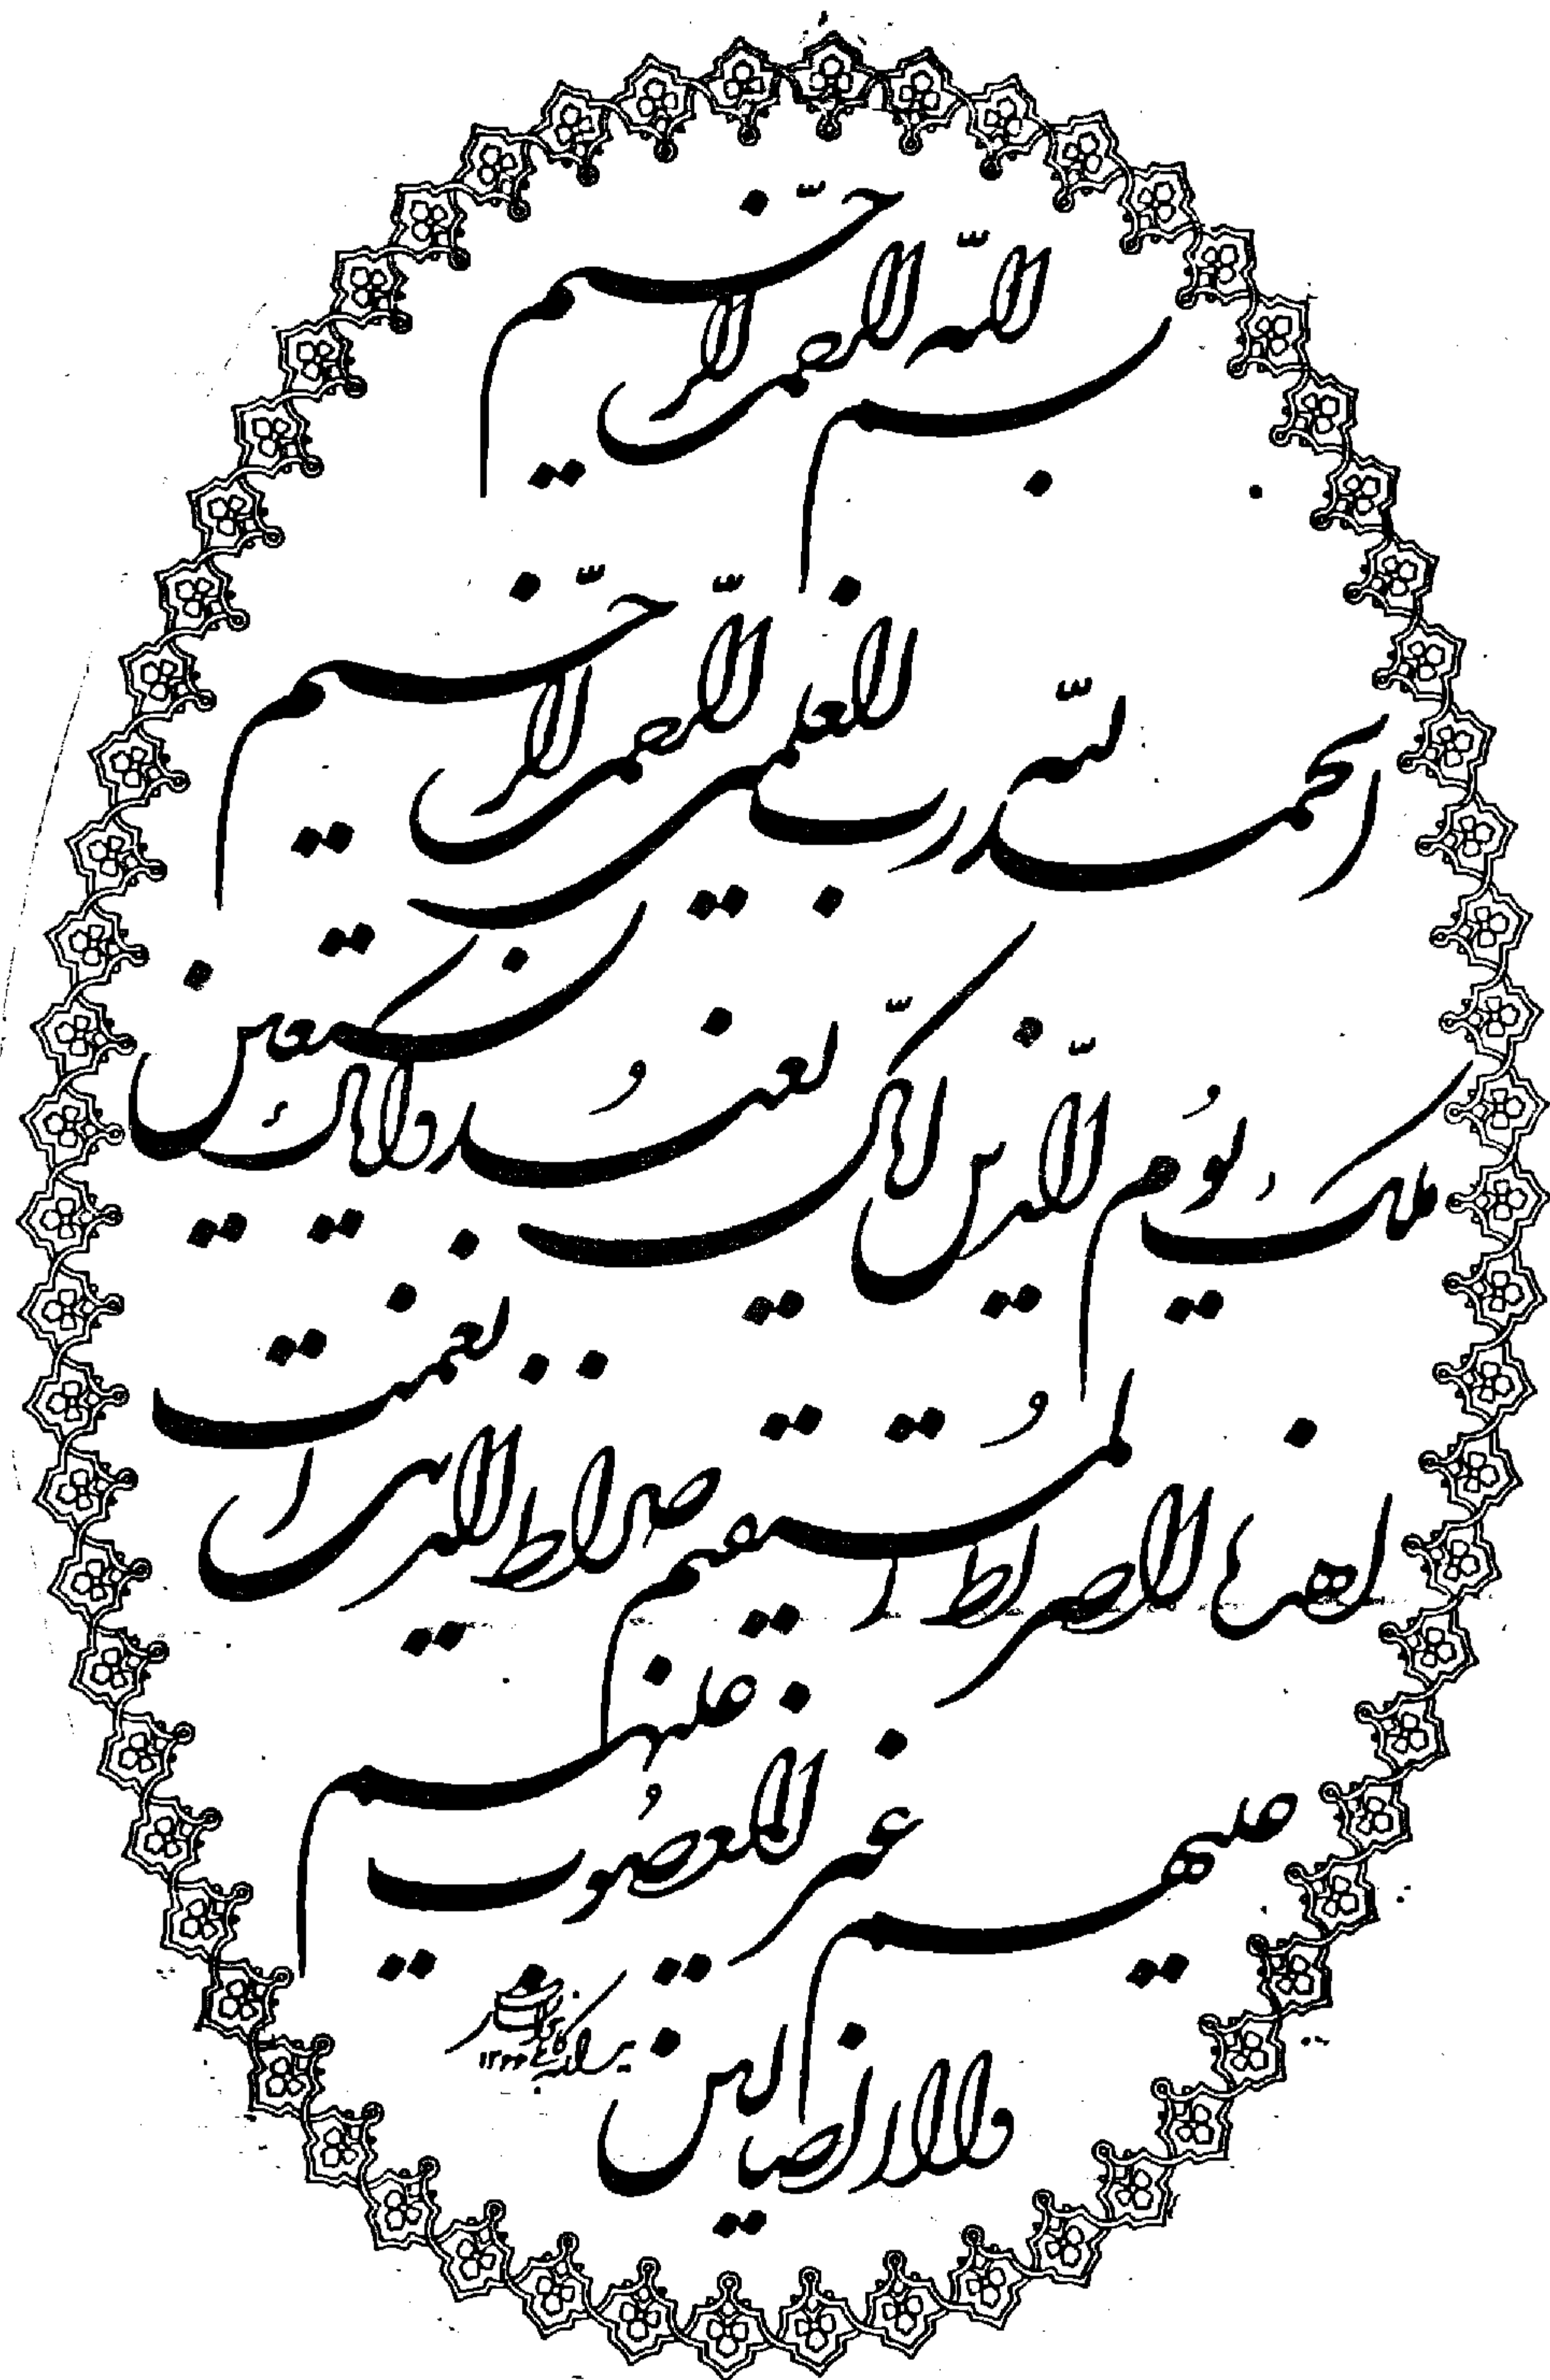 بسم الله الرحمن الرحيم
الحمد لله رب العلمين الرحمن الرحيم
ملك يوم الدين اياك نعبد واياك نستعين
اهدنا الصراط المستقيم صراط الذين انعمت
عليهم غير المغضوب عليهم
ولا الضالين